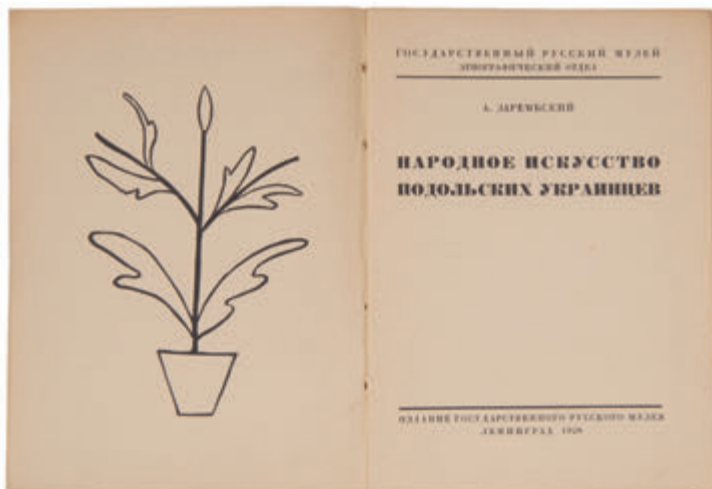 ГОСУДАРСТВЕННЫЙ РУССКИЙ МУЗЕЙ
ЭТНОГРАФИЧЕСКИЙ ОТДЕЛ
А. ЗАРЕМБСКИЙ
НАРОДНОЕ ИСКУССТВО
ПОДОЛЬСКИХ УКРАИНЦЕВ
ИЗДАНИЕ ГОСУДАРСТВЕННОГО РУССКОГО МУЗЕЯ
ЛЕНИНГРАД 1928